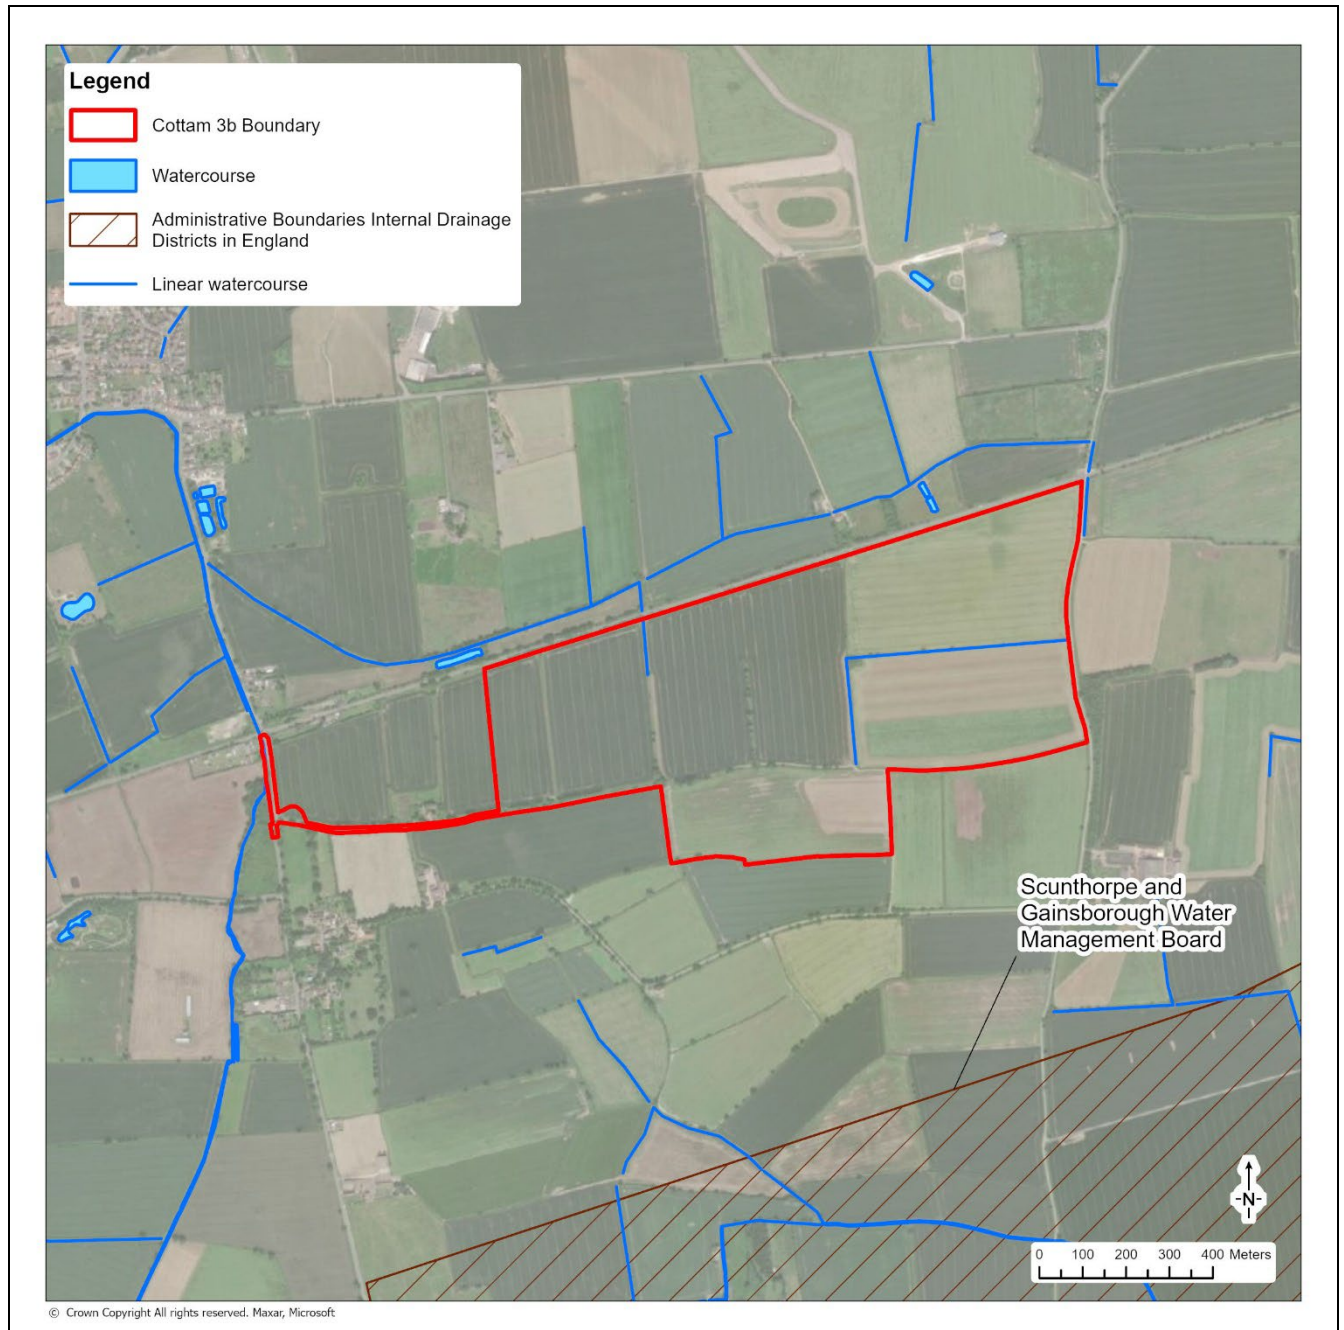 Legend
Cottam 3b Boundary
Watercourse
Administrative Boundaries Internal Drainage
Districts in England
Linear watercourse
Scunthorpe and
Gainsborough Water
Management Board
-N-
0 100 200 300 400 Meters
© Crown Copyright All rights reserved. Maxar, Microsoft